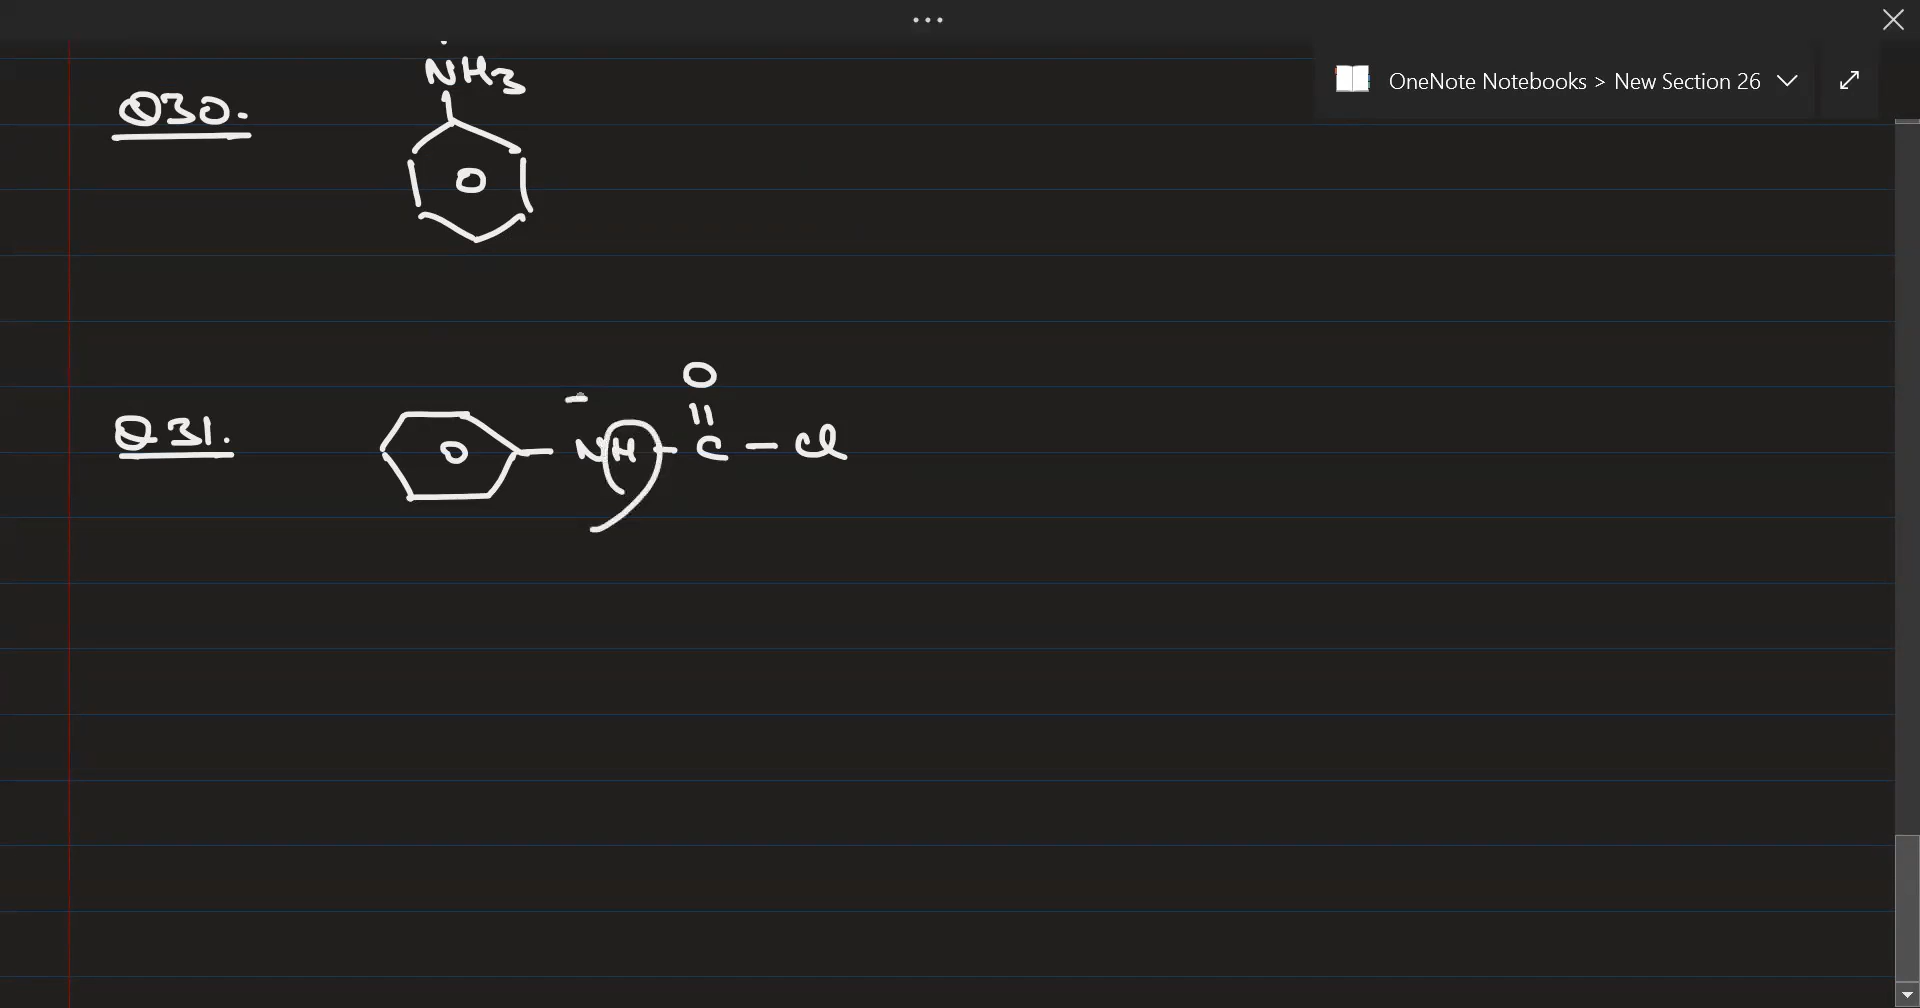 ...
NH3
OneNote Notebooks > New Section 26
Q30.
O
O
Q31.
O
NH - C - Cl